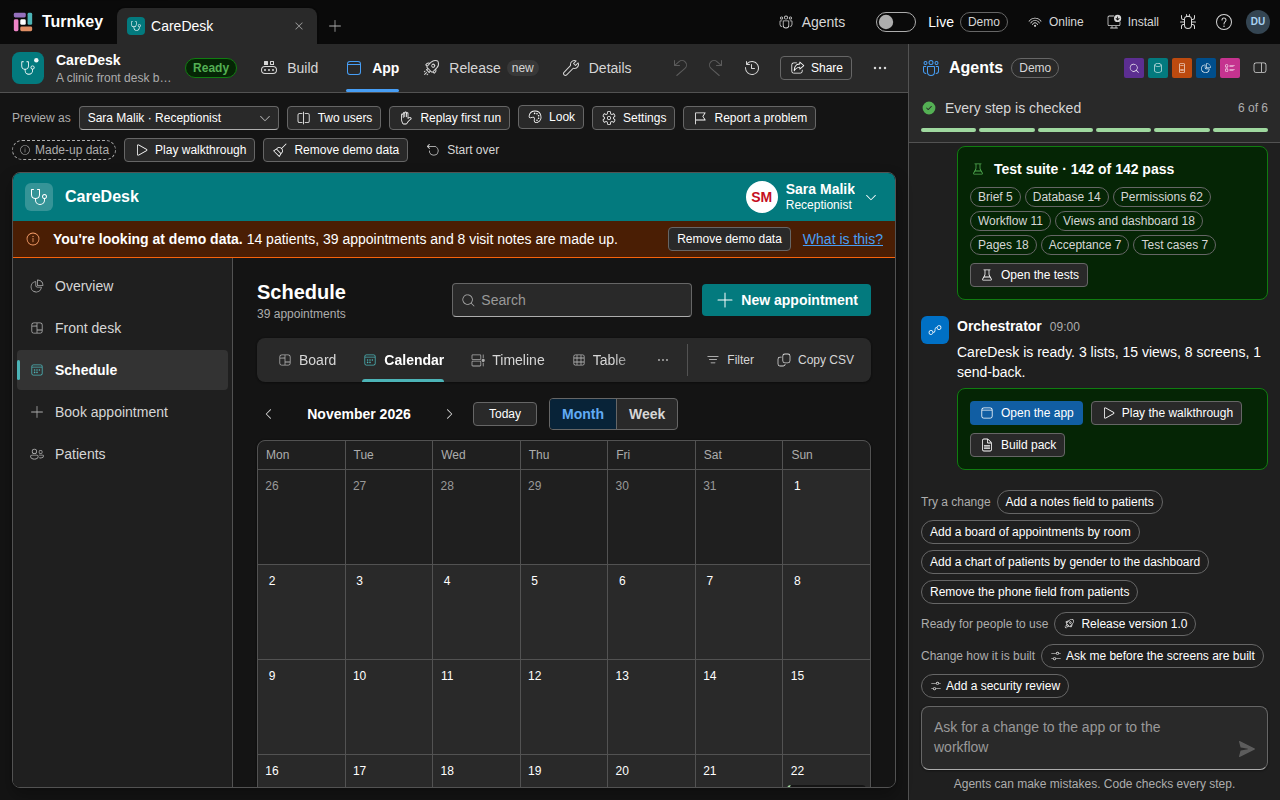 Turnkey
CareDesk
Agents
Live
Demo
Online
Install
DU
CareDesk
A clinic front desk b...
Ready
Build
App
Release new
Details
Share
Agents
Demo
Preview as
Sara Malik · Receptionist
Two users
Replay first run
Look
Settings
Report a problem
Made-up data
Play walkthrough
Remove demo data
Start over
Every step is checked
6 of 6
CareDesk
SM
Sara Malik
Receptionist
You're looking at demo data. 14 patients, 39 appointments and 8 visit notes are made up.
Remove demo data
What is this?
Overview
Front desk
Schedule
Book appointment
Patients
Schedule
39 appointments
Search
New appointment
Board
Calendar
Timeline
Table
Filter
Copy CSV
November 2026
Today
Month
Week
Mon Tue Wed Thu Fri Sat Sun
26 27 28 29 30 31 1
2 3 4 5 6 7 8
9 10 11 12 13 14 15
16 17 18 19 20 21 22
Test suite · 142 of 142 pass
Brief 5
Database 14
Permissions 62
Workflow 11
Views and dashboard 18
Pages 18
Acceptance 7
Test cases 7
Open the tests
Orchestrator 09:00
CareDesk is ready. 3 lists, 15 views, 8 screens, 1
send-back.
Open the app
Play the walkthrough
Build pack
Try a change
Add a notes field to patients
Add a board of appointments by room
Add a chart of patients by gender to the dashboard
Remove the phone field from patients
Ready for people to use
Release version 1.0
Change how it is built
Ask me before the screens are built
Add a security review
Ask for a change to the app or to the
workflow
Agents can make mistakes. Code checks every step.